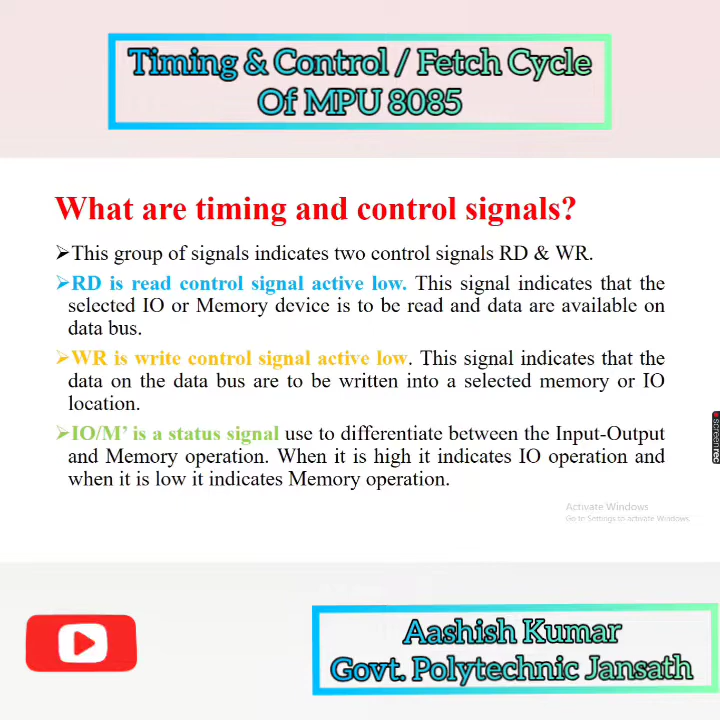 Timing & Control / Fetch Cycle
Of MPU 8085
What are timing and control signals?
➢This group of signals indicates two control signals RD & WR.
➢RD is read control signal active low. This signal indicates that the
selected IO or Memory device is to be read and data are available on
data bus.
➢WR is write control signal active low. This signal indicates that the
data on the data bus are to be written into a selected memory or IO
location.
➢IO/M’ is a status signal use to differentiate between the Input-Output
and Memory operation. When it is high it indicates IO operation and
when it is low it indicates Memory operation.
screenrec
Activate Windows
Go to Settings to activate Windows.
Aashish Kumar
Govt. Polytechnic Jansath